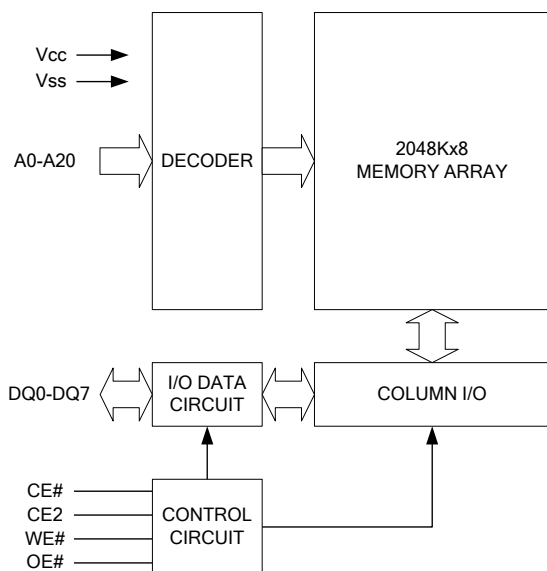 Vcc
Vss
A0-A20
DECODER
2048Kx8
MEMORY ARRAY
DQ0-DQ7
I/O DATA
CIRCUIT
COLUMN I/O
CE#
CE2
WE#
OE#
CONTROL
CIRCUIT